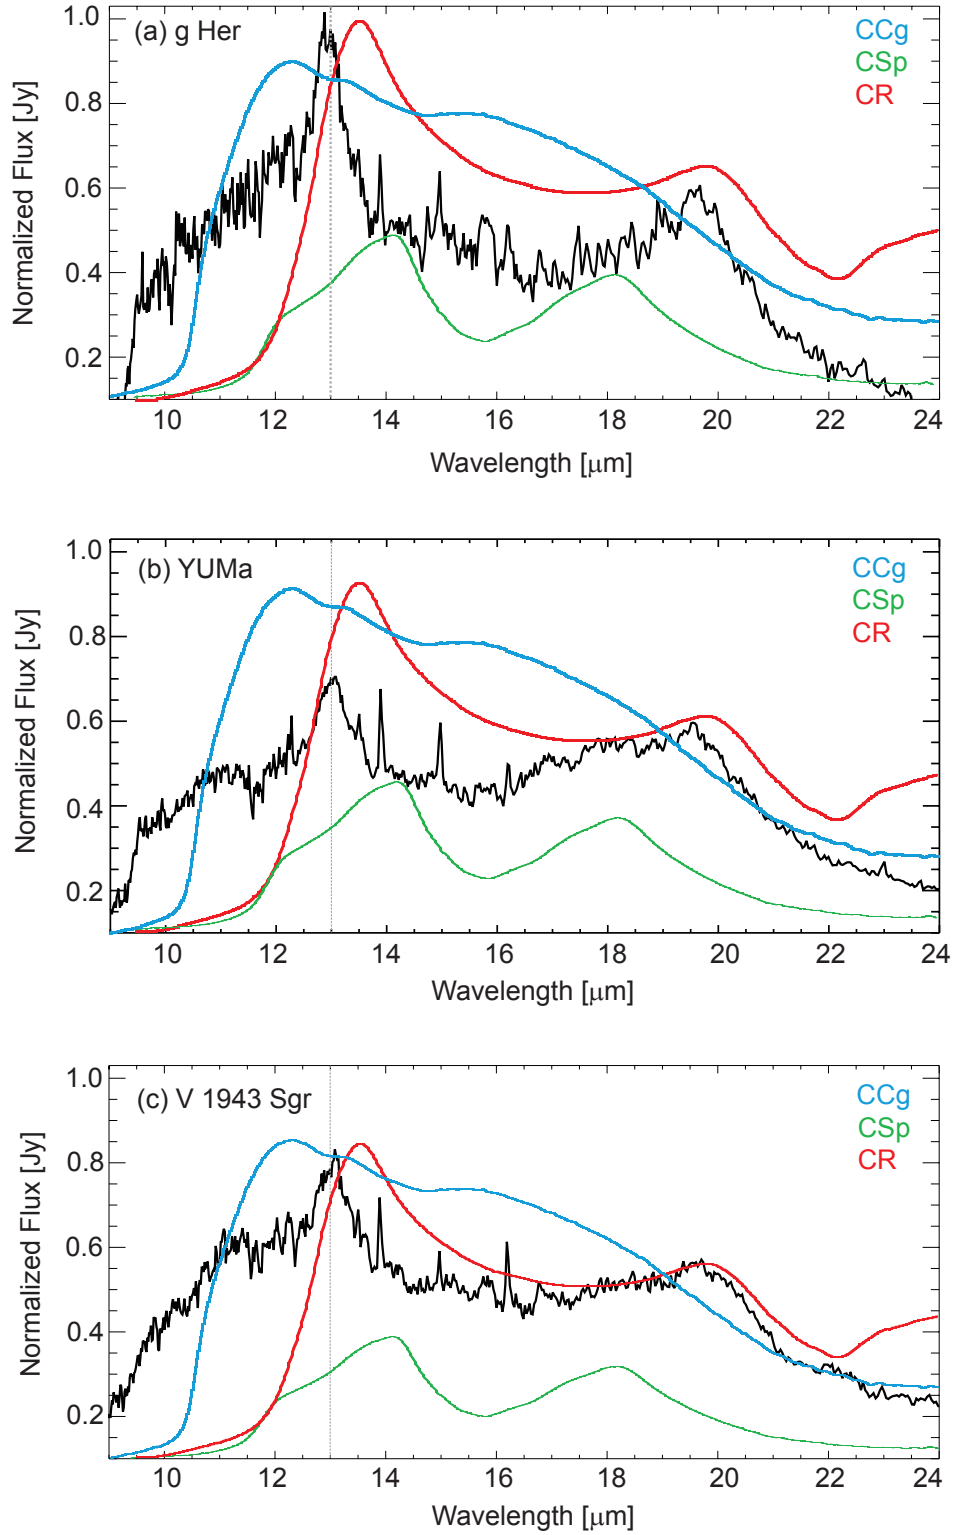 (a) g Her
CCg
CSp
CR
1.0
0.8
0.6
0.4
0.2
Normalized Flux [Jy]
10 12 14 16 18 20 22 24
Wavelength [μm]
(b) YUMa
CCg
CSp
CR
1.0
0.8
0.6
0.4
0.2
Normalized Flux [Jy]
10 12 14 16 18 20 22 24
Wavelength [μm]
(c) V 1943 Sgr
CCg
CSp
CR
1.0
0.8
0.6
0.4
0.2
Normalized Flux [Jy]
10 12 14 16 18 20 22 24
Wavelength [μm]